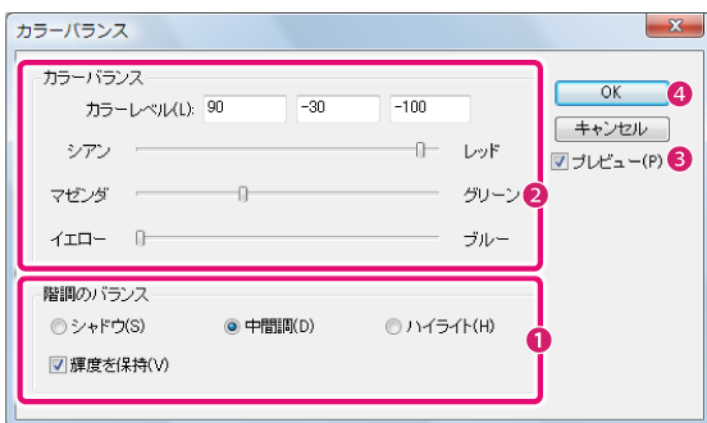 カラーバランス
カラーバランス
カラーレベル(L): 90 -30 -100
シアン レッド
マゼンダ グリーン
イエロー ブルー
2
階調のバランス
シャドウ(S) 中間調(D) ハイライト(H)
輝度を保持(V)
1
OK
4
キャンセル
プレビュー(P)
3